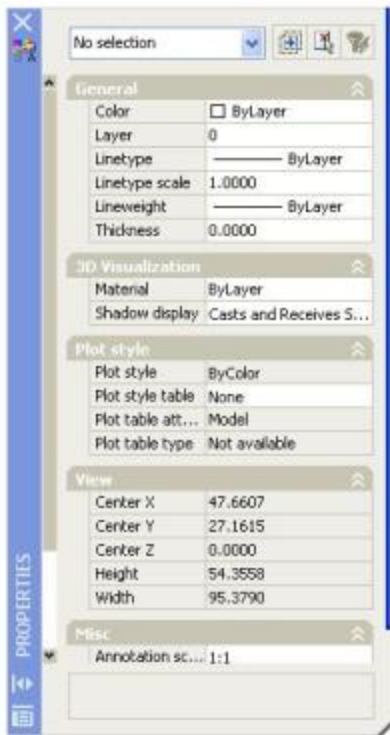 No selection
General
Color ByLayer
Layer 0
Linetype ByLayer
Linetype scale 1.0000
Lineweight ByLayer
Thickness 0.0000
3D Visualization
Material ByLayer
Shadow display Casts and Receives S...
Plot style
Plot style ByColor
Plot style table None
Plot table att... Model
Plot table type Not available
View
Center X 47.6607
Center Y 27.1615
Center Z 0.0000
Height 54.3558
Width 95.3790
Misc
Annotation sc... 1:1
PROPERTIES